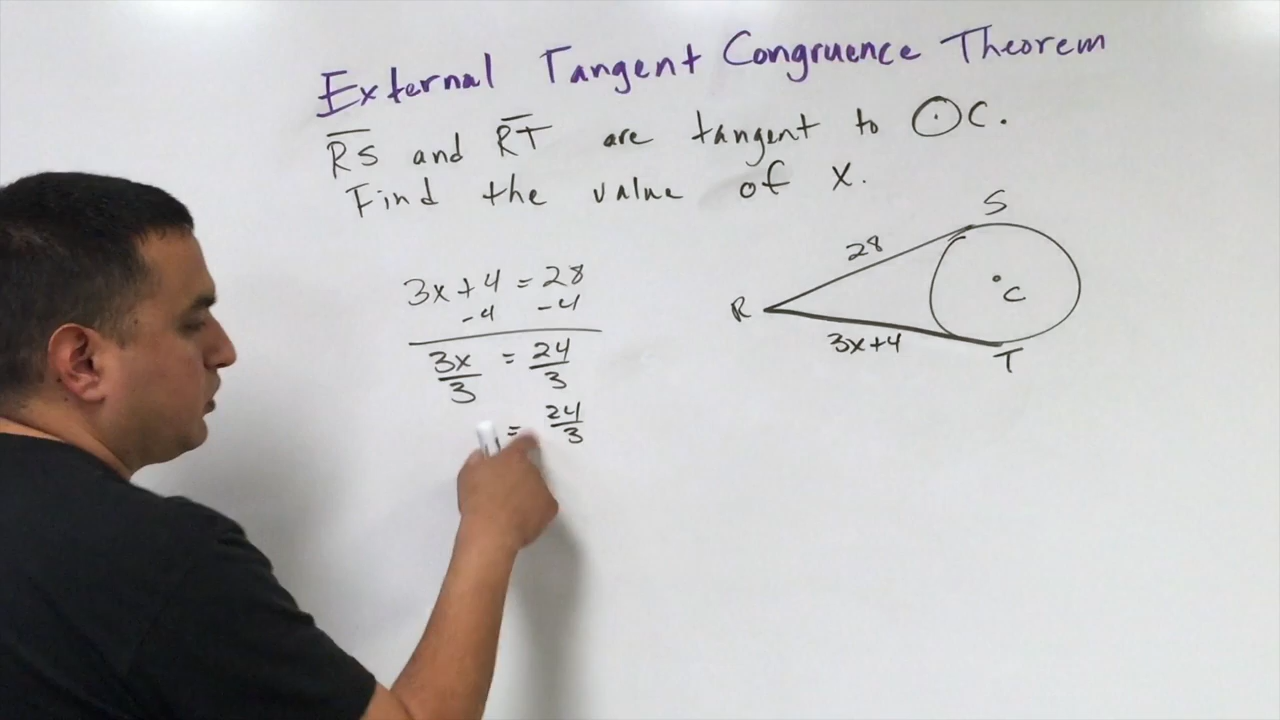 External Tangent Congruence Theorem
RS and RT are tangent to ⊙C.
Find the value of x.
3x+4 = 28
-4 -4
3x/3 = 24/3
= 24/3
S
28
C
R
3x+4
T